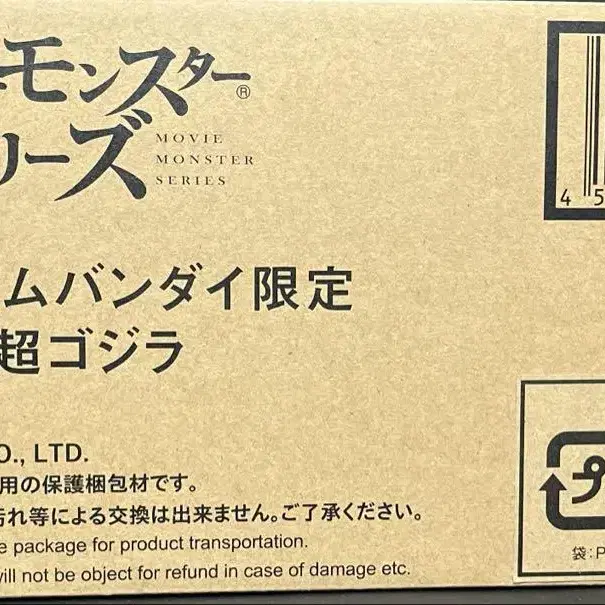 モンスター®
リーズ
MOVIE
MONSTER
SERIES
4 5
ムバンダイ限定
超ゴジラ
O., LTD.
用の保護梱包材です。
汚れ等による交換は出来ません。ご了承ください。
e package for product transportation.
will not be object for refund in case of damage etc.
プ
袋:P